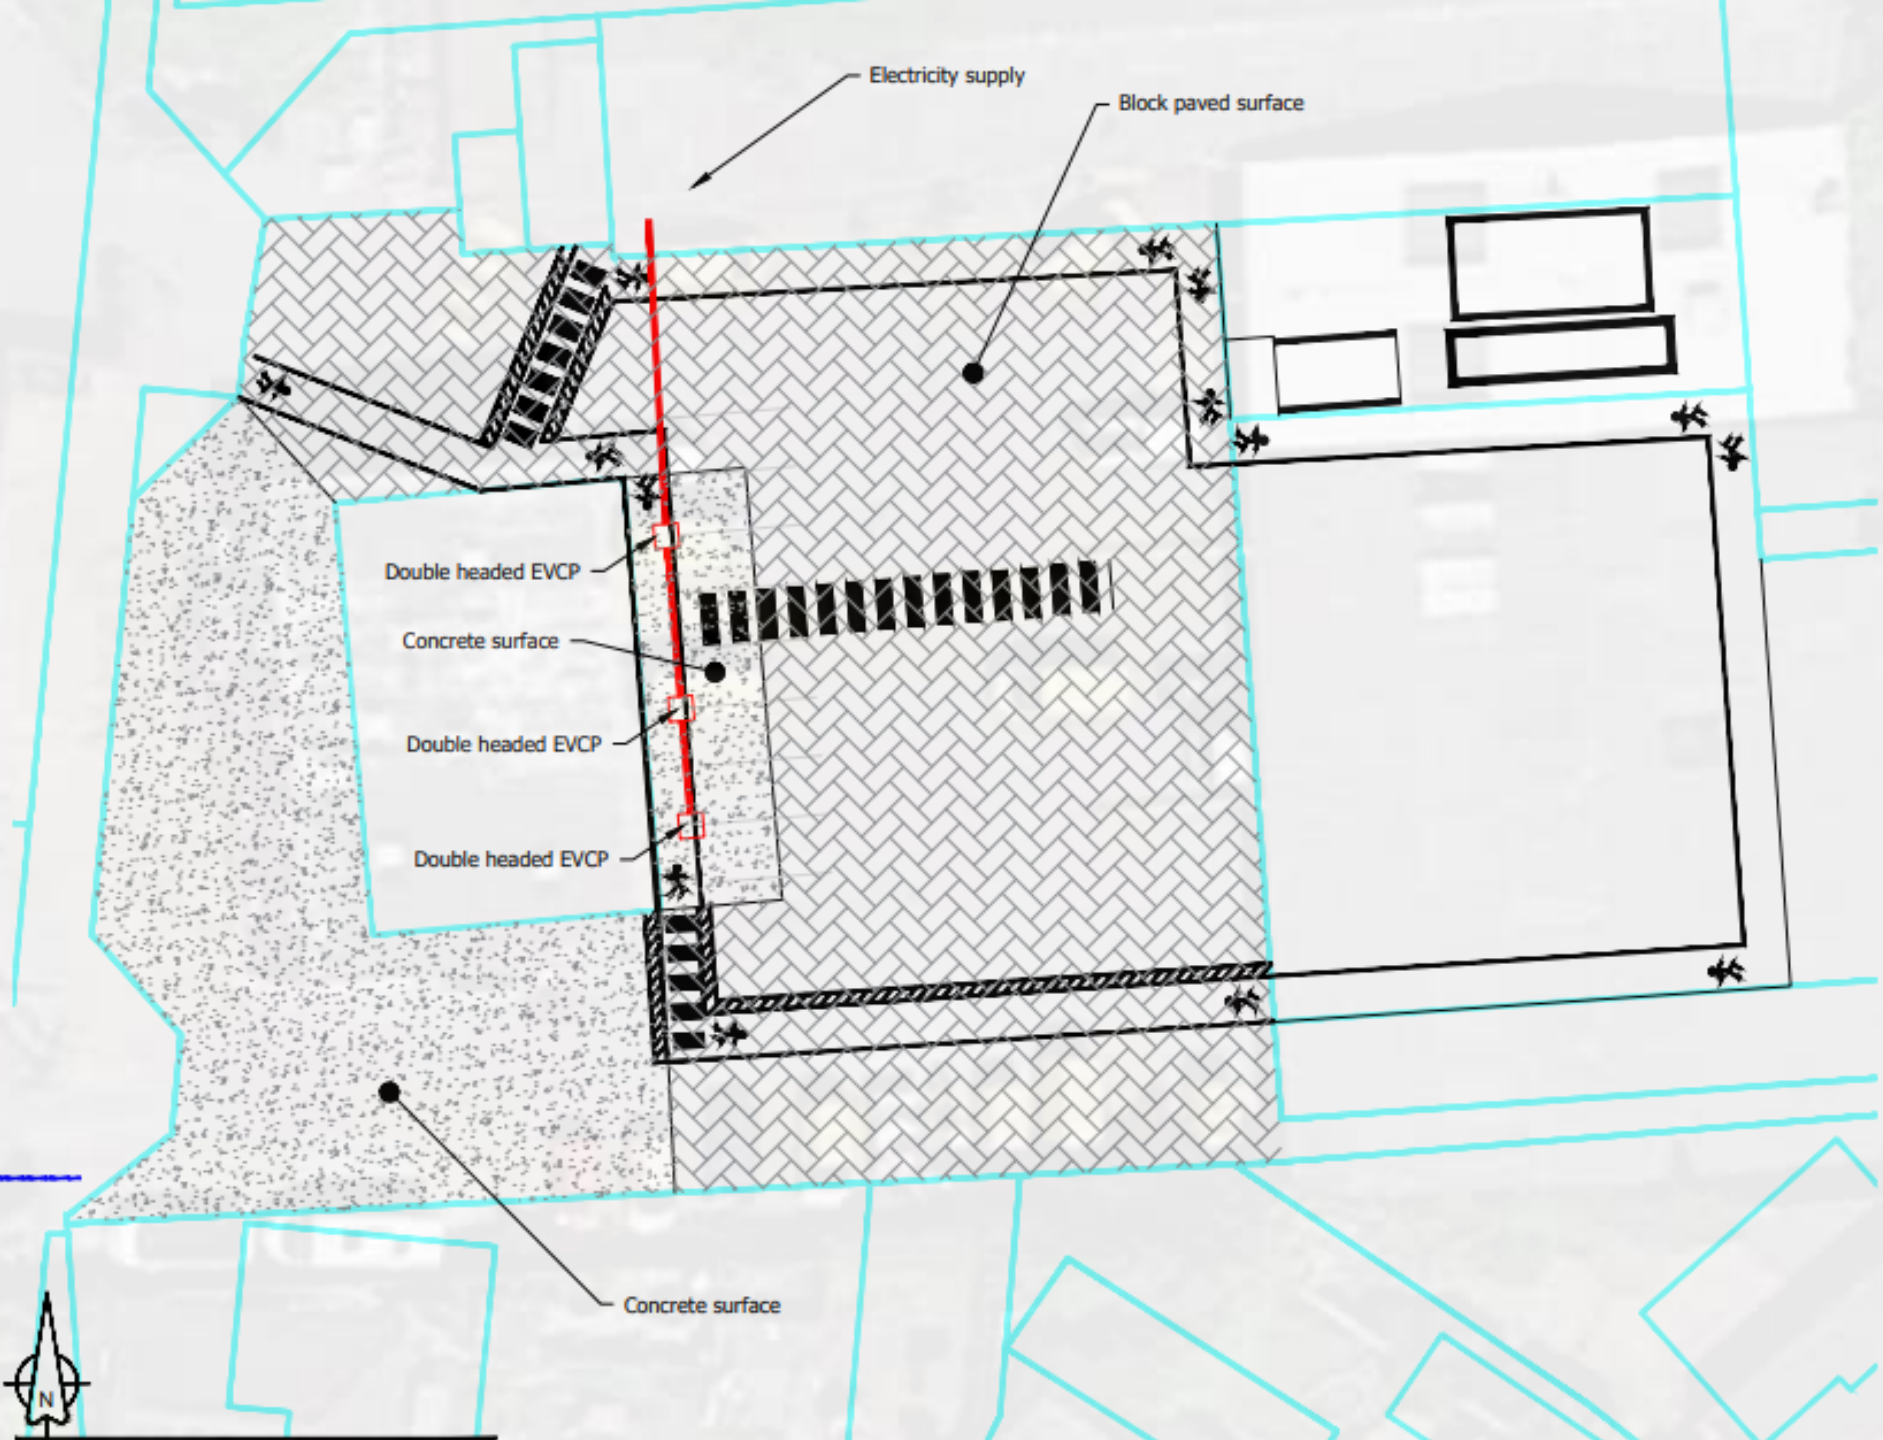 Electricity supply
Block paved surface
Double headed EVCP
Concrete surface
Double headed EVCP
Double headed EVCP
Concrete surface
N